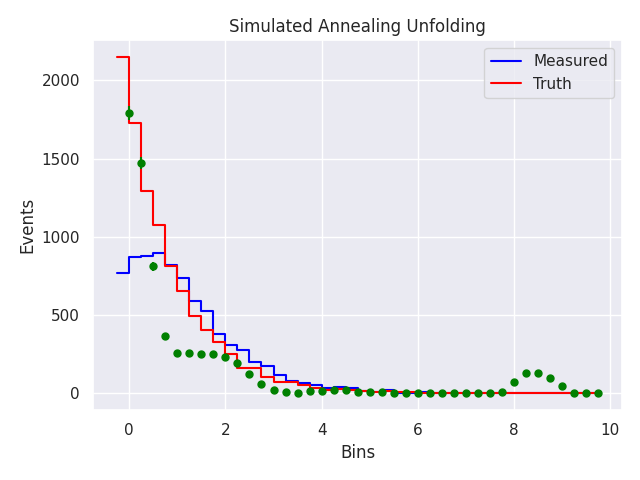 Simulated Annealing Unfolding
Measured
Truth
2000
1500
1000
500
0
Events
0 2 4 6 8 10
Bins